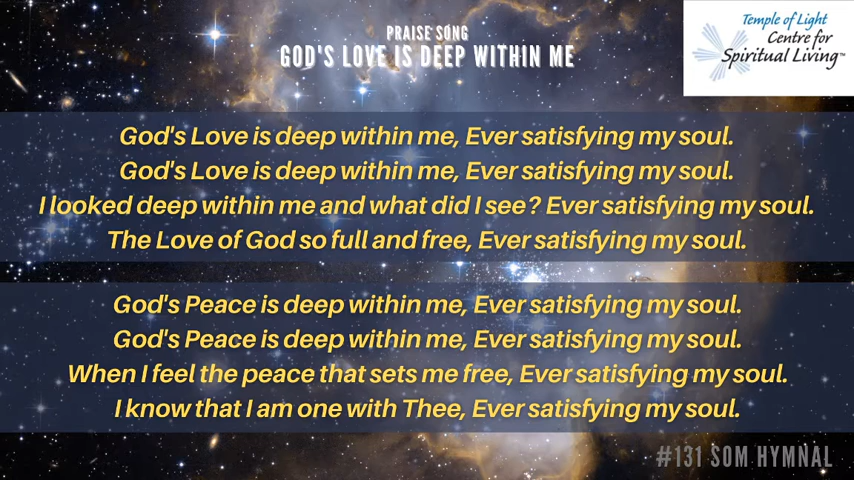 PRAISE SONG
GOD'S LOVE IS DEEP WITHIN ME
Temple of Light
Centre for
Spiritual Living™
God's Love is deep within me, Ever satisfying my soul.
God's Love is deep within me, Ever satisfying my soul.
I looked deep within me and what did I see? Ever satisfying my soul.
The Love of God so full and free, Ever satisfying my soul.
God's Peace is deep within me, Ever satisfying my soul.
God's Peace is deep within me, Ever satisfying my soul.
When I feel the peace that sets me free, Ever satisfying my soul.
I know that I am one with Thee, Ever satisfying my soul.
#131 SOM HYMNAL